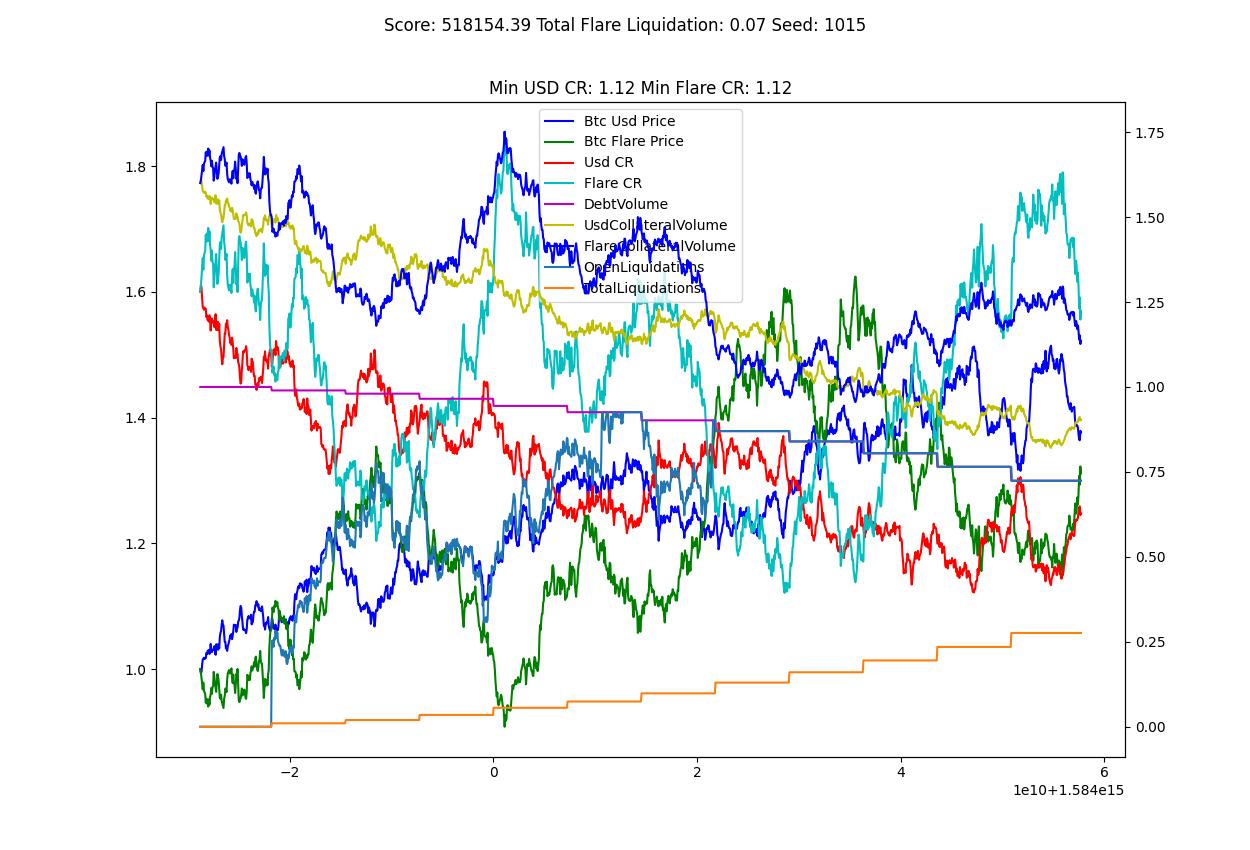 Score: 518154.39 Total Flare Liquidation: 0.07 Seed: 1015
Min USD CR: 1.12 Min Flare CR: 1.12
Btc Usd Price
Btc Flare Price
Usd CR
Flare CR
DebtVolume
UsdCollateralVolume
FlareCollateralVolume
OpenLiquidations
TotalLiquidations
1.8
1.6
1.4
1.2
1.0
1.75
1.50
1.25
1.00
0.75
0.50
0.25
0.00
−2 0 2 4 6
1e10+1.584e15